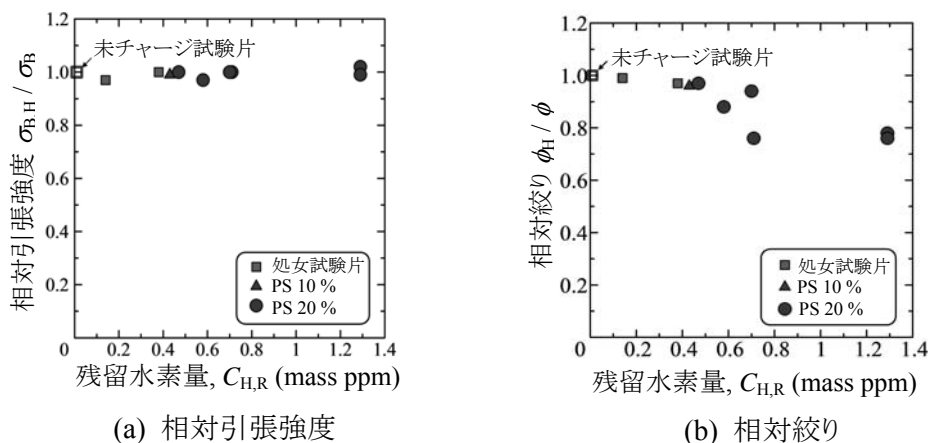 相対引張強度 σB,H / σB
1.2
1.0
0.8
0.6
0.4
0.2
未チャージ試験片
処女試験片
PS 10 %
PS 20 %
0 0.2 0.4 0.6 0.8 1 1.2 1.4
残留水素量, CH,R (mass ppm)
(a) 相対引張強度
相対絞り ϕH / ϕ
1.2
1.0
0.8
0.6
0.4
0.2
未チャージ試験片
処女試験片
PS 10 %
PS 20 %
0 0.2 0.4 0.6 0.8 1 1.2 1.4
残留水素量, CH,R (mass ppm)
(b) 相対絞り